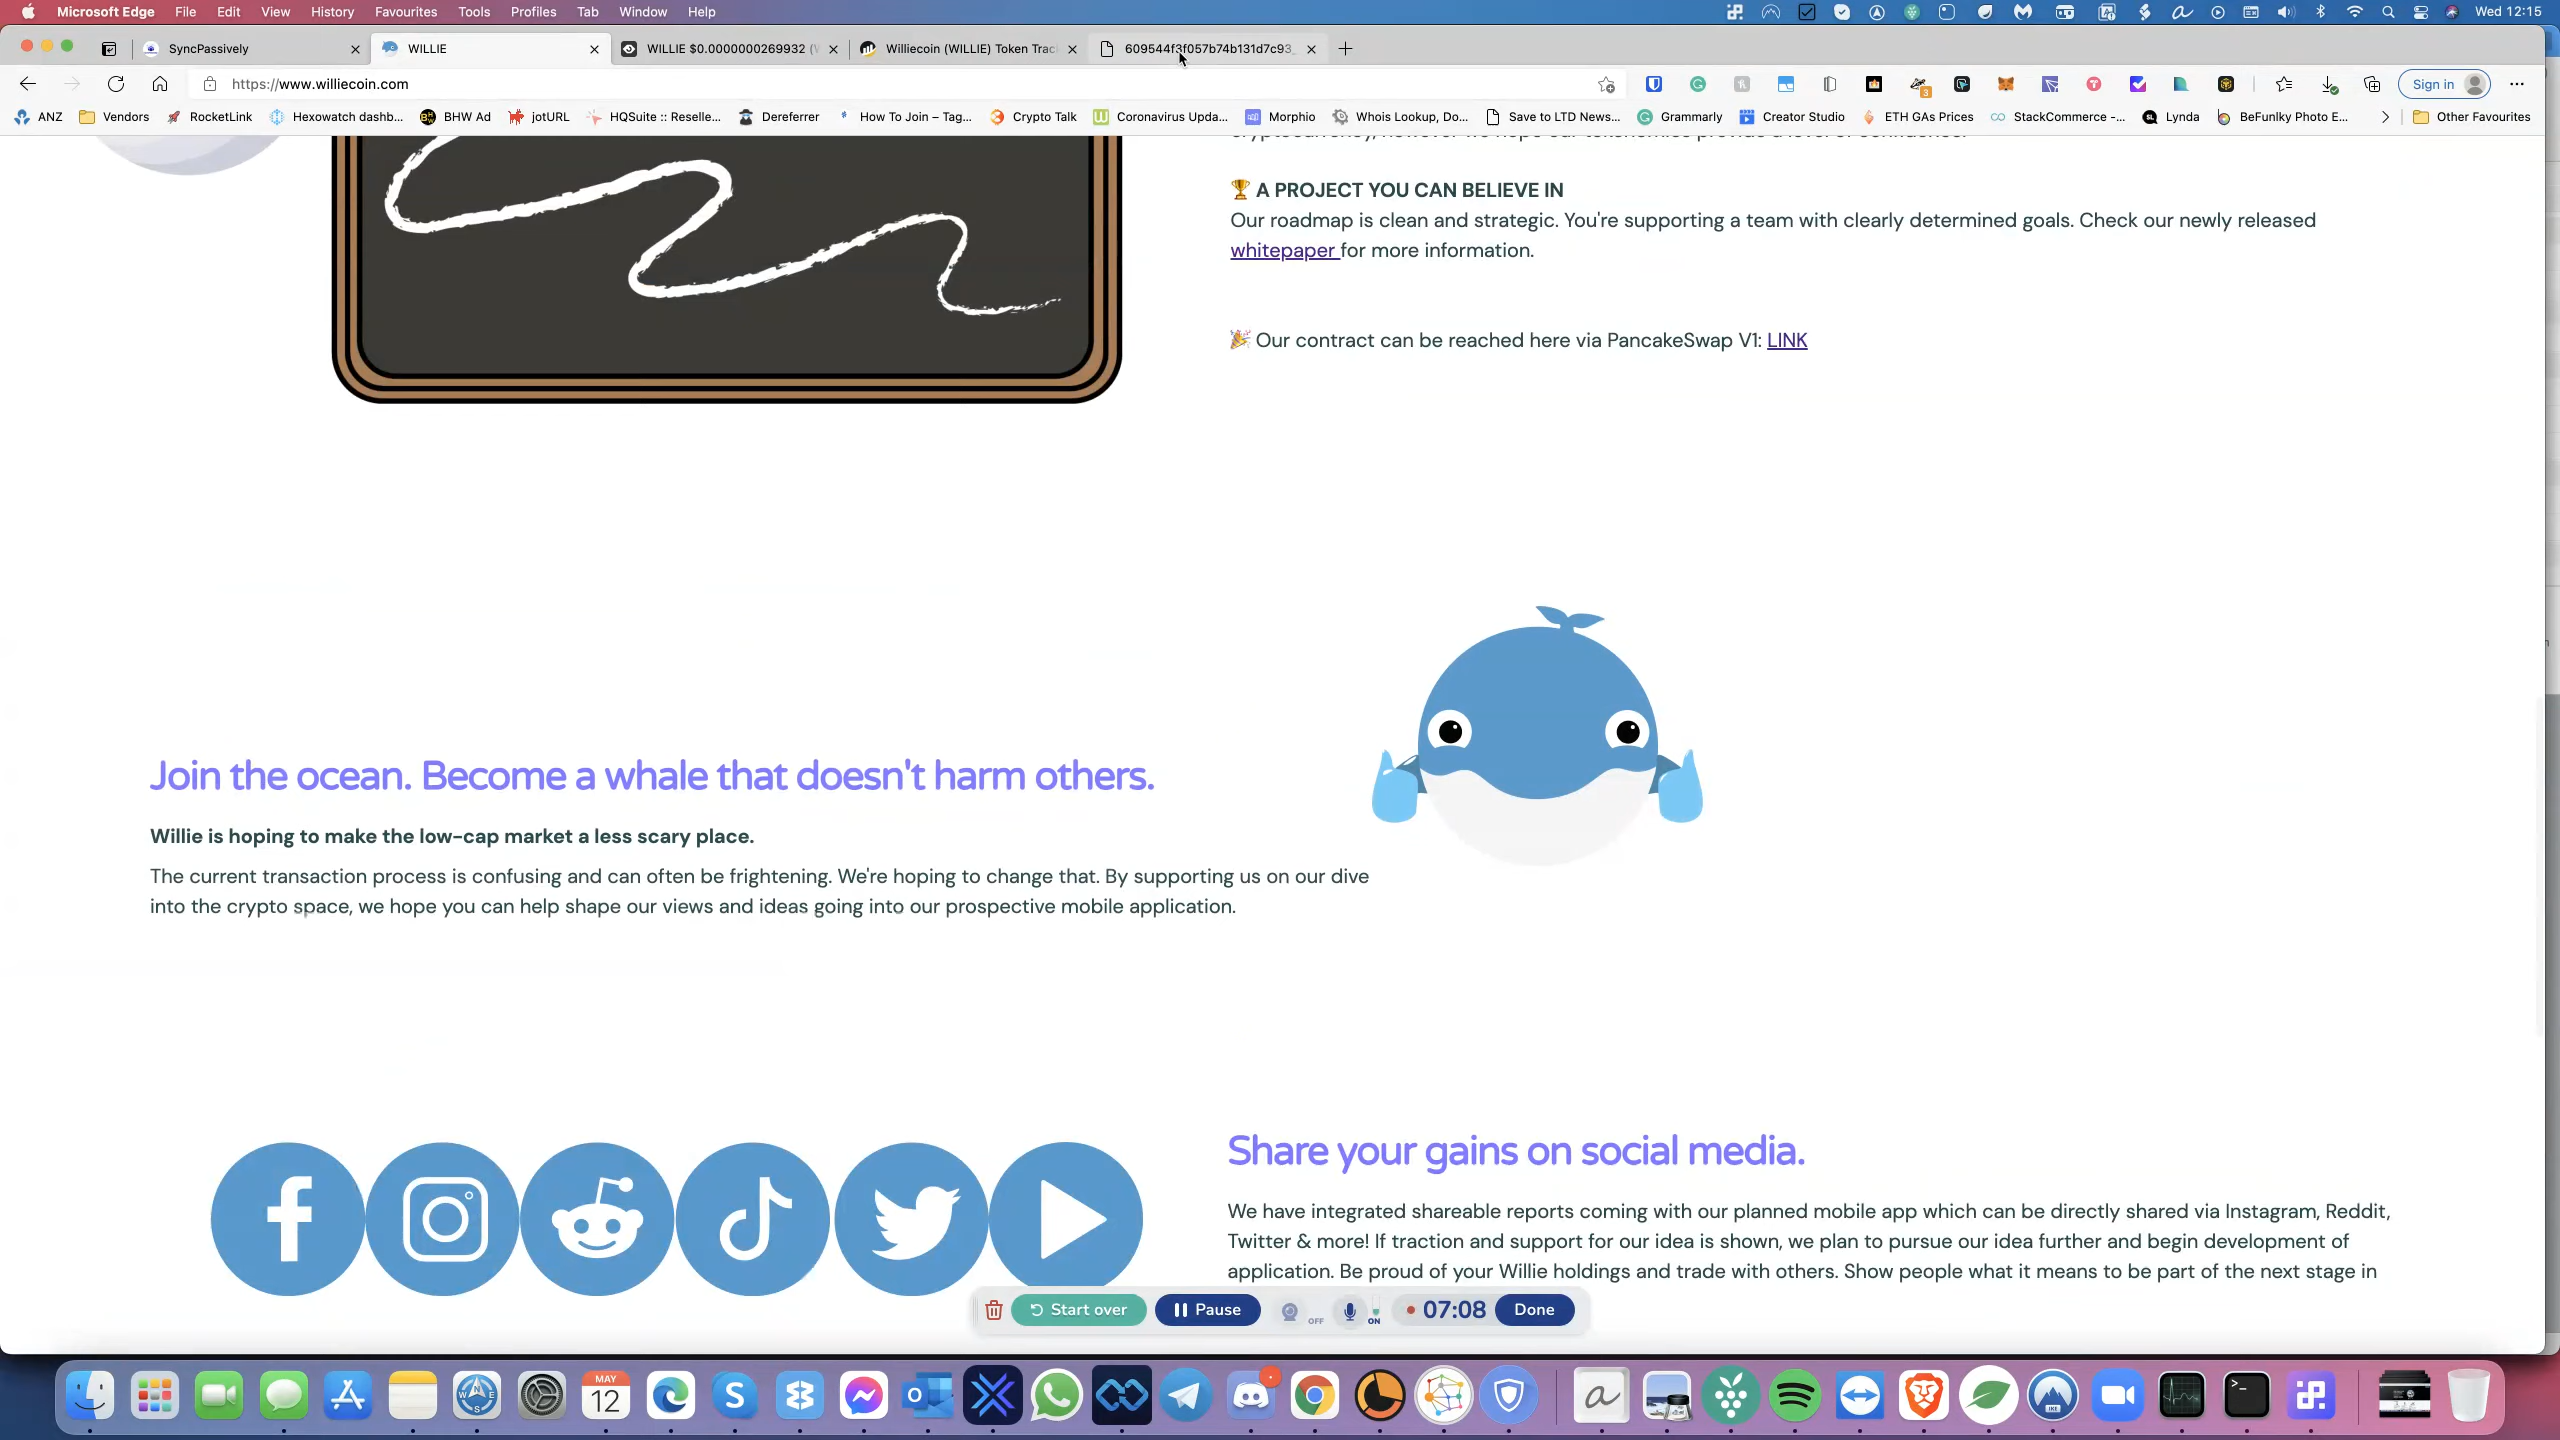 Microsoft Edge File Edit View History Favourites Tools Profiles Tab Window Help Wed 12:15
SyncPassively WILLIE WILLIE $0.0000000269932 ( Williecoin (WILLIE) Token Trac 609544f3f057b74b131d7c93_
https://www.williecoin.com Sign in
ANZ Vendors RocketLink Hexowatch dashb... BHW Ad jotURL HQSuite :: Reselle... Dereferrer How To Join – Tag... Crypto Talk Coronavirus Upda... Morphio Whois Lookup, Do... Save to LTD News... Grammarly Creator Studio ETH GAs Prices StackCommerce -... Lynda BeFunlky Photo E... Other Favourites
🏆 A PROJECT YOU CAN BELIEVE IN
Our roadmap is clean and strategic. You're supporting a team with clearly determined goals. Check our newly released
whitepaper for more information.
🎉 Our contract can be reached here via PancakeSwap V1: LINK
Join the ocean. Become a whale that doesn't harm others.
Willie is hoping to make the low-cap market a less scary place.
The current transaction process is confusing and can often be frightening. We're hoping to change that. By supporting us on our dive
into the crypto space, we hope you can help shape our views and ideas going into our prospective mobile application.
Share your gains on social media.
We have integrated shareable reports coming with our planned mobile app which can be directly shared via Instagram, Reddit,
Twitter & more! If traction and support for our idea is shown, we plan to pursue our idea further and begin development of
application. Be proud of your Willie holdings and trade with others. Show people what it means to be part of the next stage in
Start over Pause OFF ON 07:08 Done
MAY
12